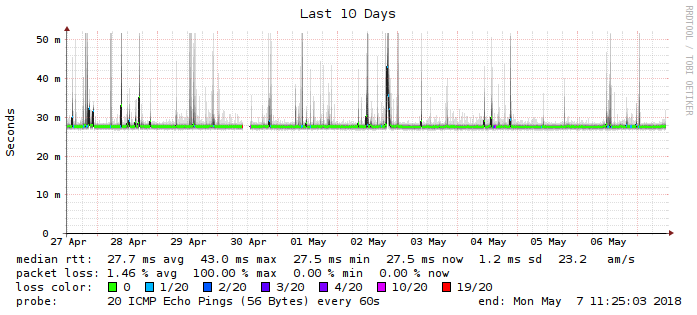 Last 10 Days
RRDTOOL / TOBI OETIKER
Seconds
50 m
40 m
30 m
20 m
10 m
0
27 Apr 28 Apr 29 Apr 30 Apr 01 May 02 May 03 May 04 May 05 May 06 May
median rtt: 27.7 ms avg 43.0 ms max 27.5 ms min 27.5 ms now 1.2 ms sd 23.2 am/s
packet loss: 1.46 % avg 100.00 % max 0.00 % min 0.00 % now
loss color: 0 1/20 2/20 3/20 4/20 10/20 19/20
probe: 20 ICMP Echo Pings (56 Bytes) every 60s end: Mon May 7 11:25:03 2018